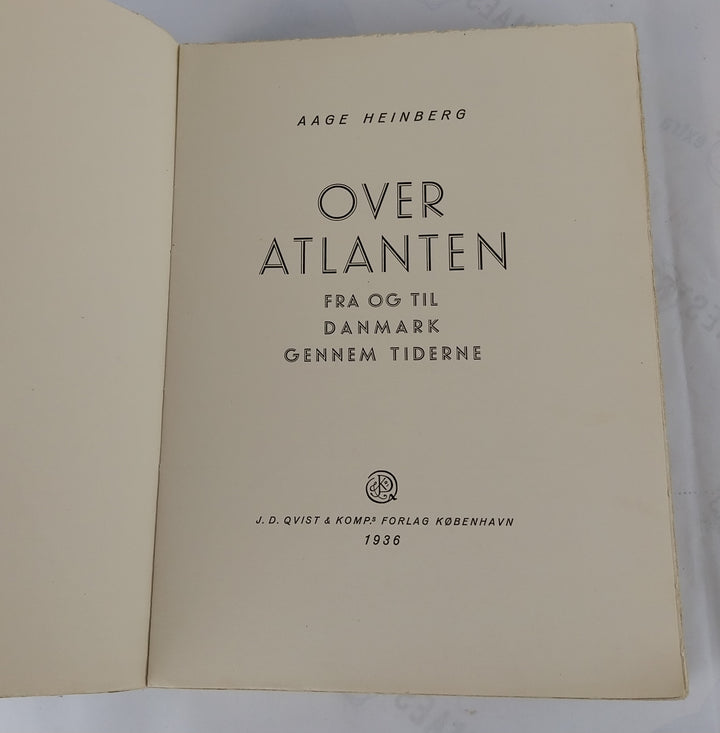 AAGE HEINBERG
OVER
ATLANTEN
FRA OG TIL
DANMARK
GENNEM TIDERNE
J. D. QVIST & KOMP.S FORLAG KØBENHAVN
1936